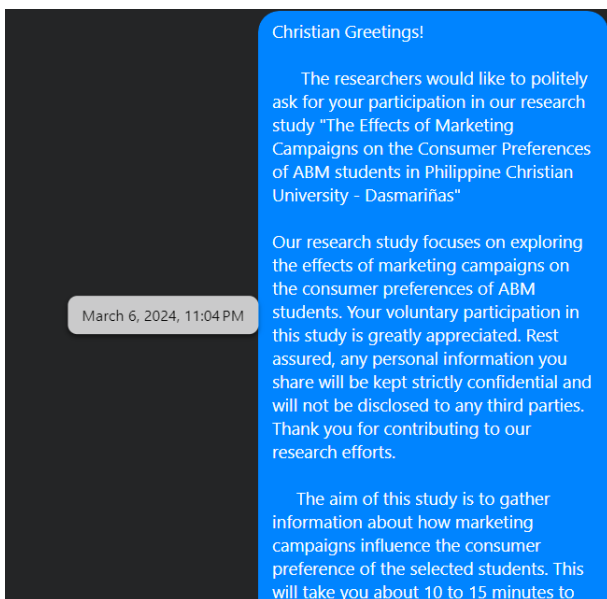 Christian Greetings!
The researchers would like to politely
ask for your participation in our research
study "The Effects of Marketing
Campaigns on the Consumer Preferences
of ABM students in Philippine Christian
University - Dasmariñas"
Our research study focuses on exploring
the effects of marketing campaigns on
the consumer preferences of ABM
students. Your voluntary participation in
this study is greatly appreciated. Rest
assured, any personal information you
share will be kept strictly confidential and
will not be disclosed to any third parties.
Thank you for contributing to our
research efforts.
The aim of this study is to gather
information about how marketing
campaigns influence the consumer
preference of the selected students. This
will take you about 10 to 15 minutes to
March 6, 2024, 11:04 PM